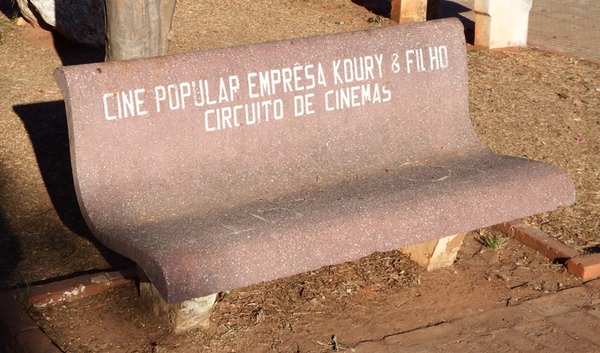 CINE POPULAR EMPRÊSA KOURY & FILHO
CIRCUITO DE CINEMAS